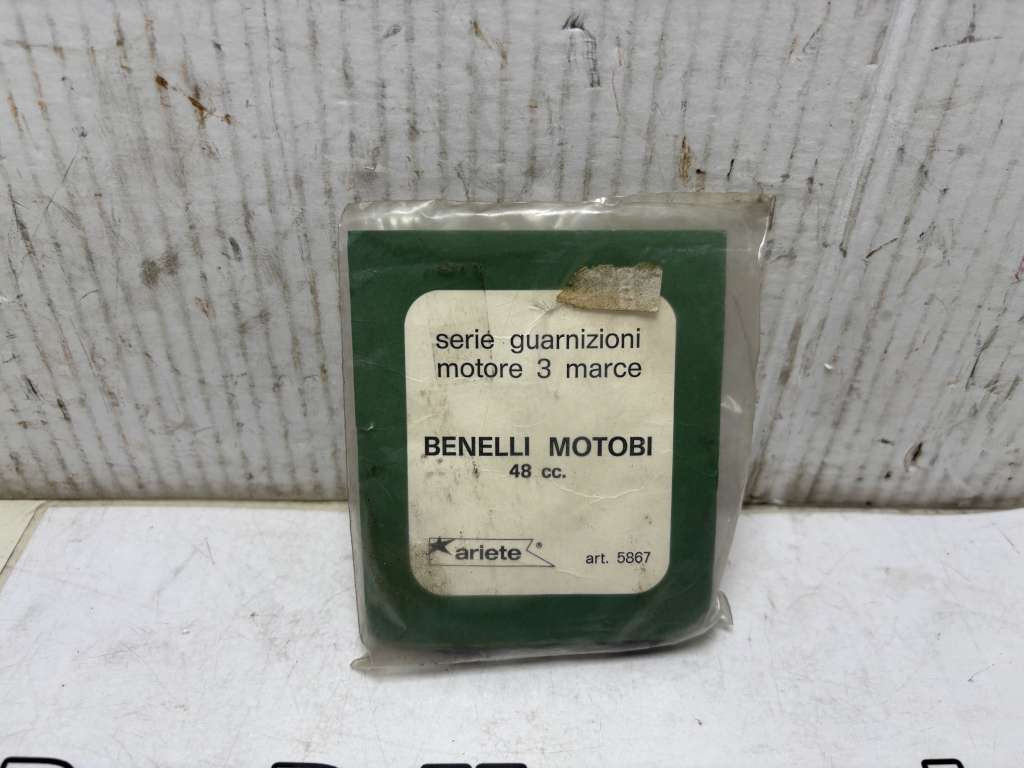 serie guarnizioni
motore 3 marce
BENELLI MOTOBI
48 cc.
ariete®
art. 5867